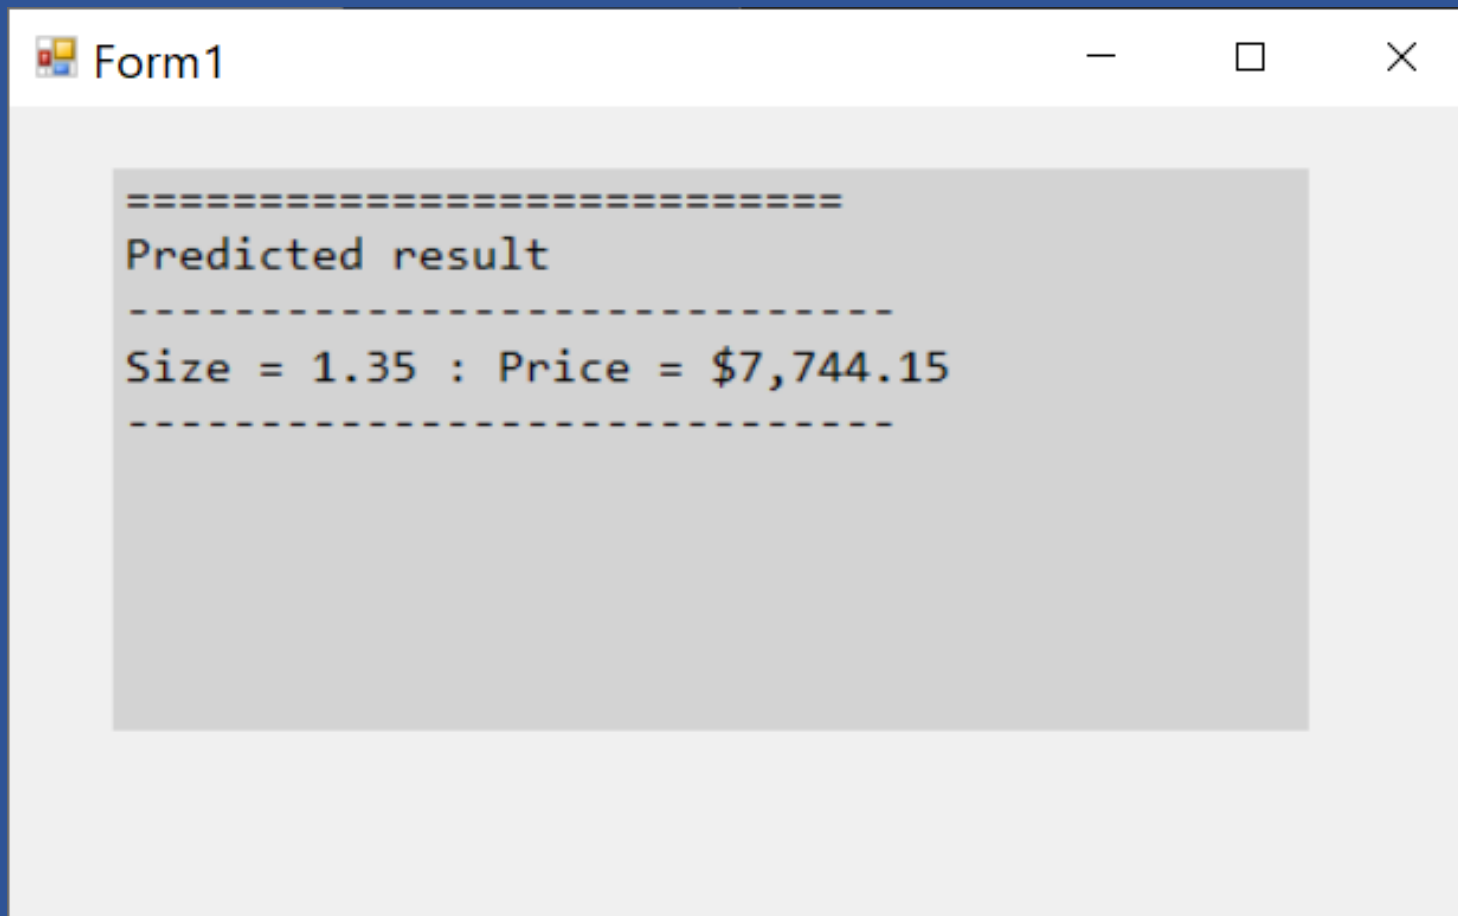 Form1
===========================
Predicted result
-----------------------------
Size = 1.35 : Price = $7,744.15
-----------------------------